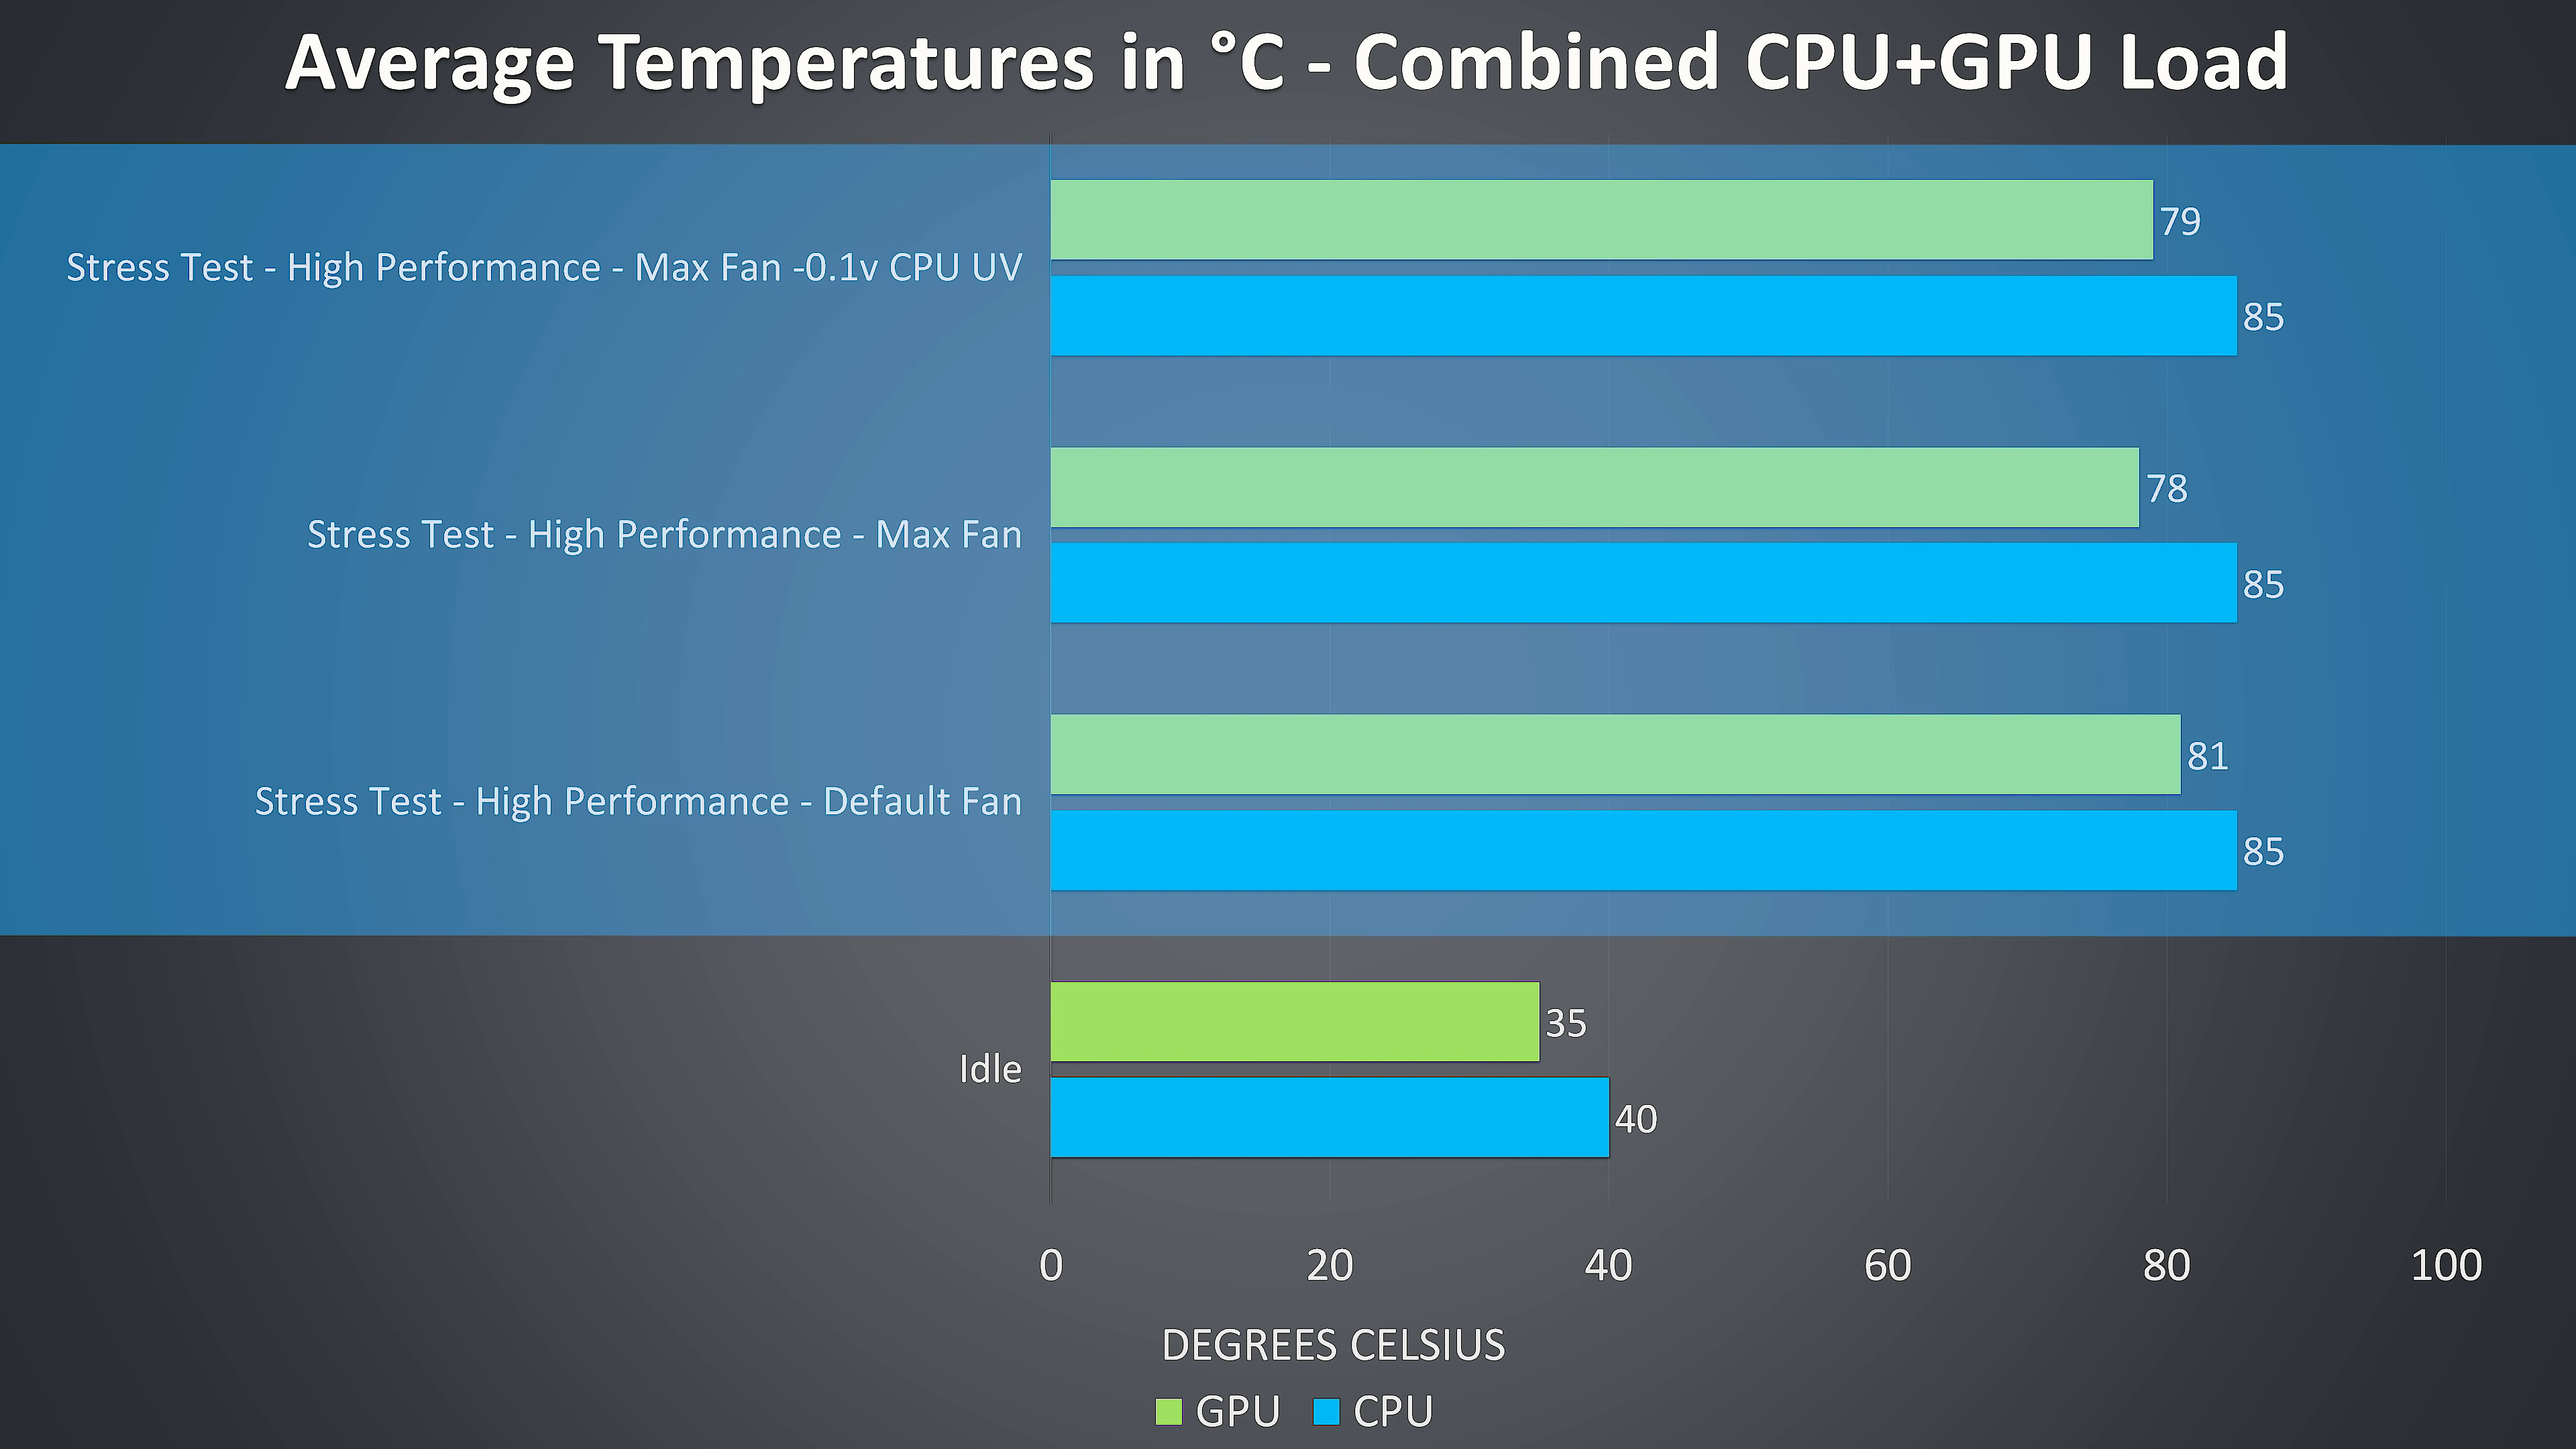 Average Temperatures in °C - Combined CPU+GPU Load
79
Stress Test - High Performance - Max Fan -0.1v CPU UV
85
78
Stress Test - High Performance - Max Fan
85
81
Stress Test - High Performance - Default Fan
85
35
Idle
40
0 20 40 60 80 100
DEGREES CELSIUS
GPU CPU